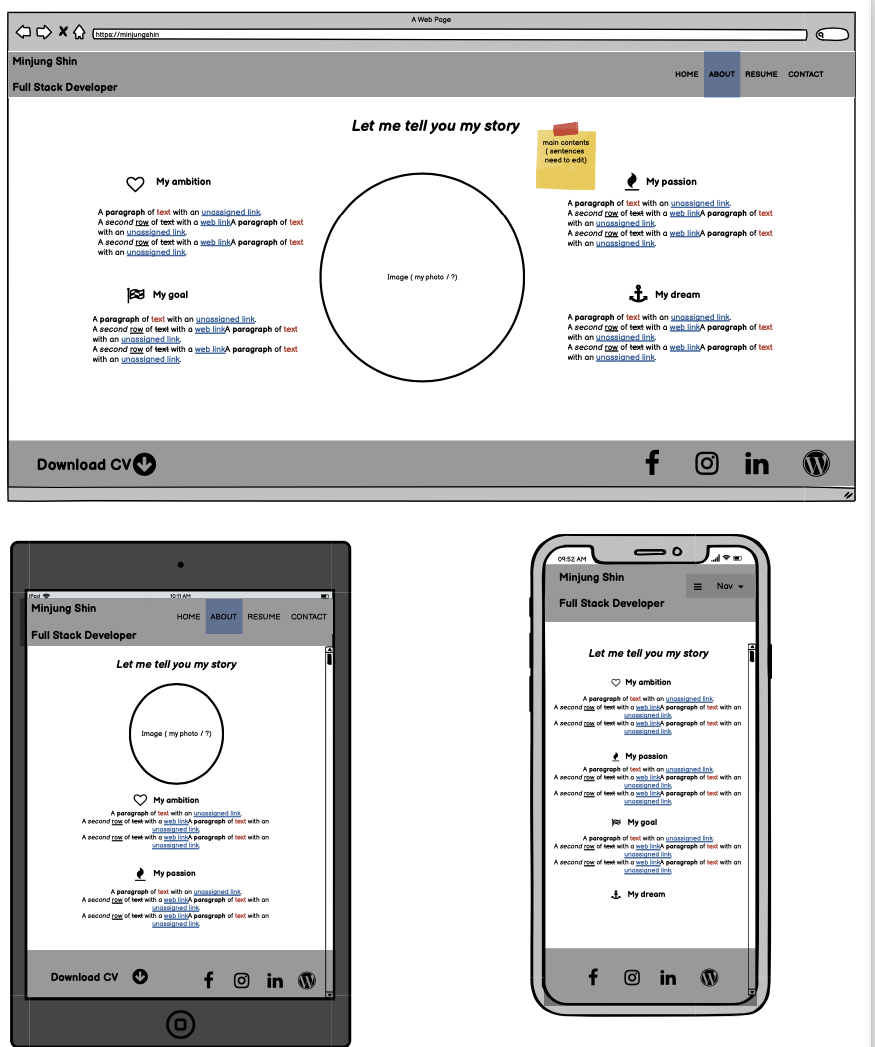 A Web Page
https://minjungshin
Minjung Shin
Full Stack Developer
HOME ABOUT RESUME CONTACT
Let me tell you my story
main contents
( sentences
need to edit)
My ambition
A paragraph of text with an unassigned link.
A second row of text with a web linkA paragraph of text
with an unassigned link.
A second row of text with a web linkA paragraph of text
with an unassigned link.
My goal
A paragraph of text with an unassigned link.
A second row of text with a web linkA paragraph of text
with an unassigned link.
A second row of text with a web linkA paragraph of text
with an unassigned link.
Image ( my photo / ?)
My passion
A paragraph of text with an unassigned link.
A second row of text with a web linkA paragraph of text
with an unassigned link.
A second row of text with a web linkA paragraph of text
with an unassigned link.
My dream
A paragraph of text with an unassigned link.
A second row of text with a web linkA paragraph of text
with an unassigned link.
A second row of text with a web linkA paragraph of text
with an unassigned link.
Download CV
iPad 10:11 AM
Minjung Shin
Full Stack Developer
HOME ABOUT RESUME CONTACT
Let me tell you my story
Image ( my photo / ?)
My ambition
A paragraph of text with an unassigned link.
A second row of text with a web linkA paragraph of text with an
unassigned link.
A second row of text with a web linkA paragraph of text with an
unassigned link.
My passion
A paragraph of text with an unassigned link.
A second row of text with a web linkA paragraph of text with an
unassigned link.
A second row of text with a web linkA paragraph of text with an
unassigned link.
Download CV
09:52 AM
Minjung Shin
Full Stack Developer
Nav
Let me tell you my story
My ambition
A paragraph of text with an unassigned link.
A second row of text with a web linkA paragraph of text with an
unassigned link.
A second row of text with a web linkA paragraph of text with an
unassigned link.
My passion
A paragraph of text with an unassigned link.
A second row of text with a web linkA paragraph of text with an
unassigned link.
A second row of text with a web linkA paragraph of text with an
unassigned link.
My goal
A paragraph of text with an unassigned link.
A second row of text with a web linkA paragraph of text with an
unassigned link.
A second row of text with a web linkA paragraph of text with an
unassigned link.
My dream